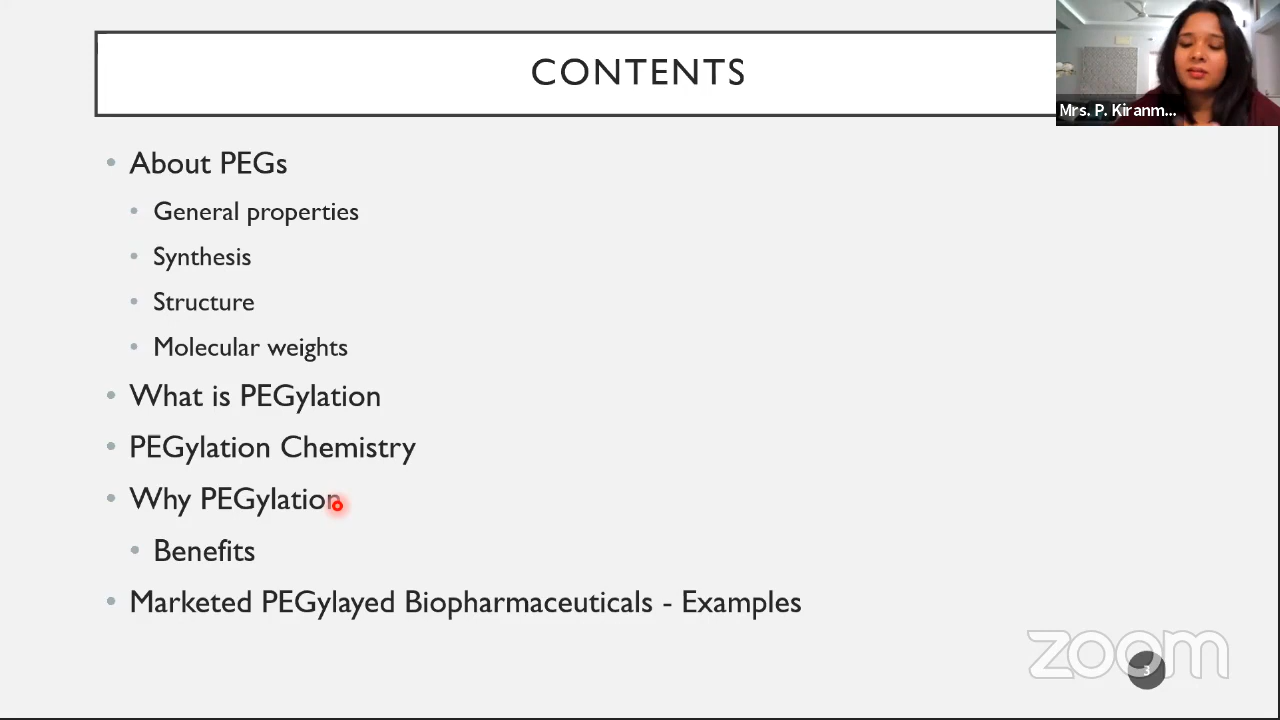 CONTENTS
Mrs. P. Kiranm...
• About PEGs
• General properties
• Synthesis
• Structure
• Molecular weights
• What is PEGylation
• PEGylation Chemistry
• Why PEGylation
• Benefits
• Marketed PEGylayed Biopharmaceuticals - Examples
zoom
3